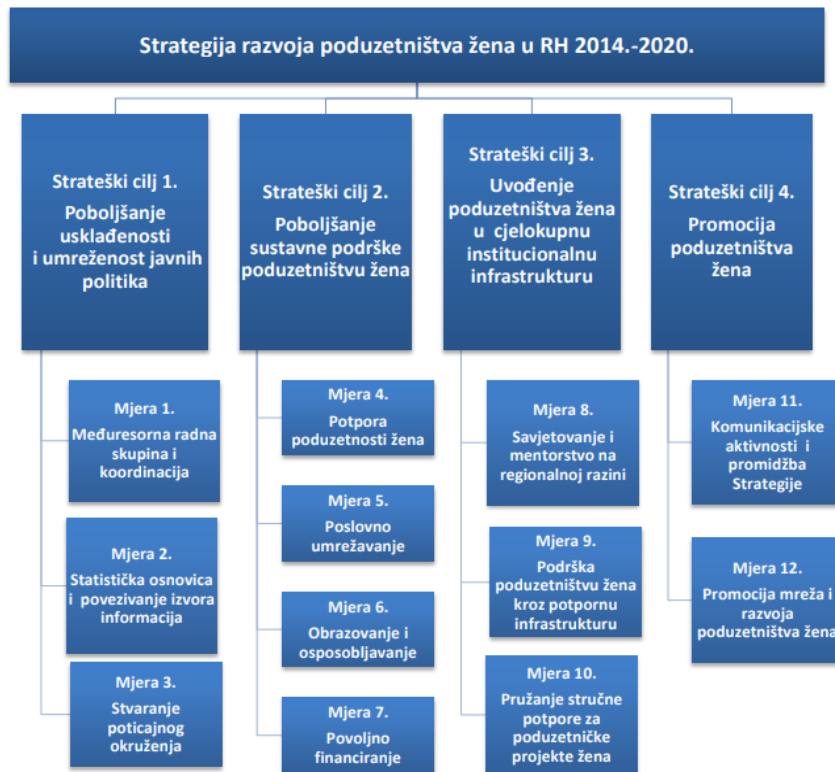 Strategija razvoja poduzetništva žena u RH 2014.-2020.
Strateški cilj 1.
Poboljšanje
usklađenosti
i umreženost javnih
politika
Mjera 1.
Međuresorna radna
skupina i
koordinacija
Mjera 2.
Statistička osnovica
i povezivanje izvora
informacija
Mjera 3.
Stvaranje
poticajnog
okruženja
Strateški cilj 2.
Poboljšanje
sustavne podrške
poduzetništvu žena
Mjera 4.
Potpora
poduzetnosti žena
Mjera 5.
Poslovno
umrežavanje
Mjera 6.
Obrazovanje i
osposobljavanje
Mjera 7.
Povoljno
financiranje
Strateški cilj 3.
Uvođenje
poduzetništva žena
u cjelokupnu
institucionalnu
infrastrukturu
Mjera 8.
Savjetovanje i
mentorstvo na
regionalnoj razini
Mjera 9.
Podrška
poduzetništvu žena
kroz potpornu
infrastrukturu
Mjera 10.
Pružanje stručne
potpore za
poduzetničke
projekte žena
Strateški cilj 4.
Promocija
poduzetništva
žena
Mjera 11.
Komunikacijske
aktivnosti i
promidžba
Strategije
Mjera 12.
Promocija mreža i
razvoja
poduzetništva žena